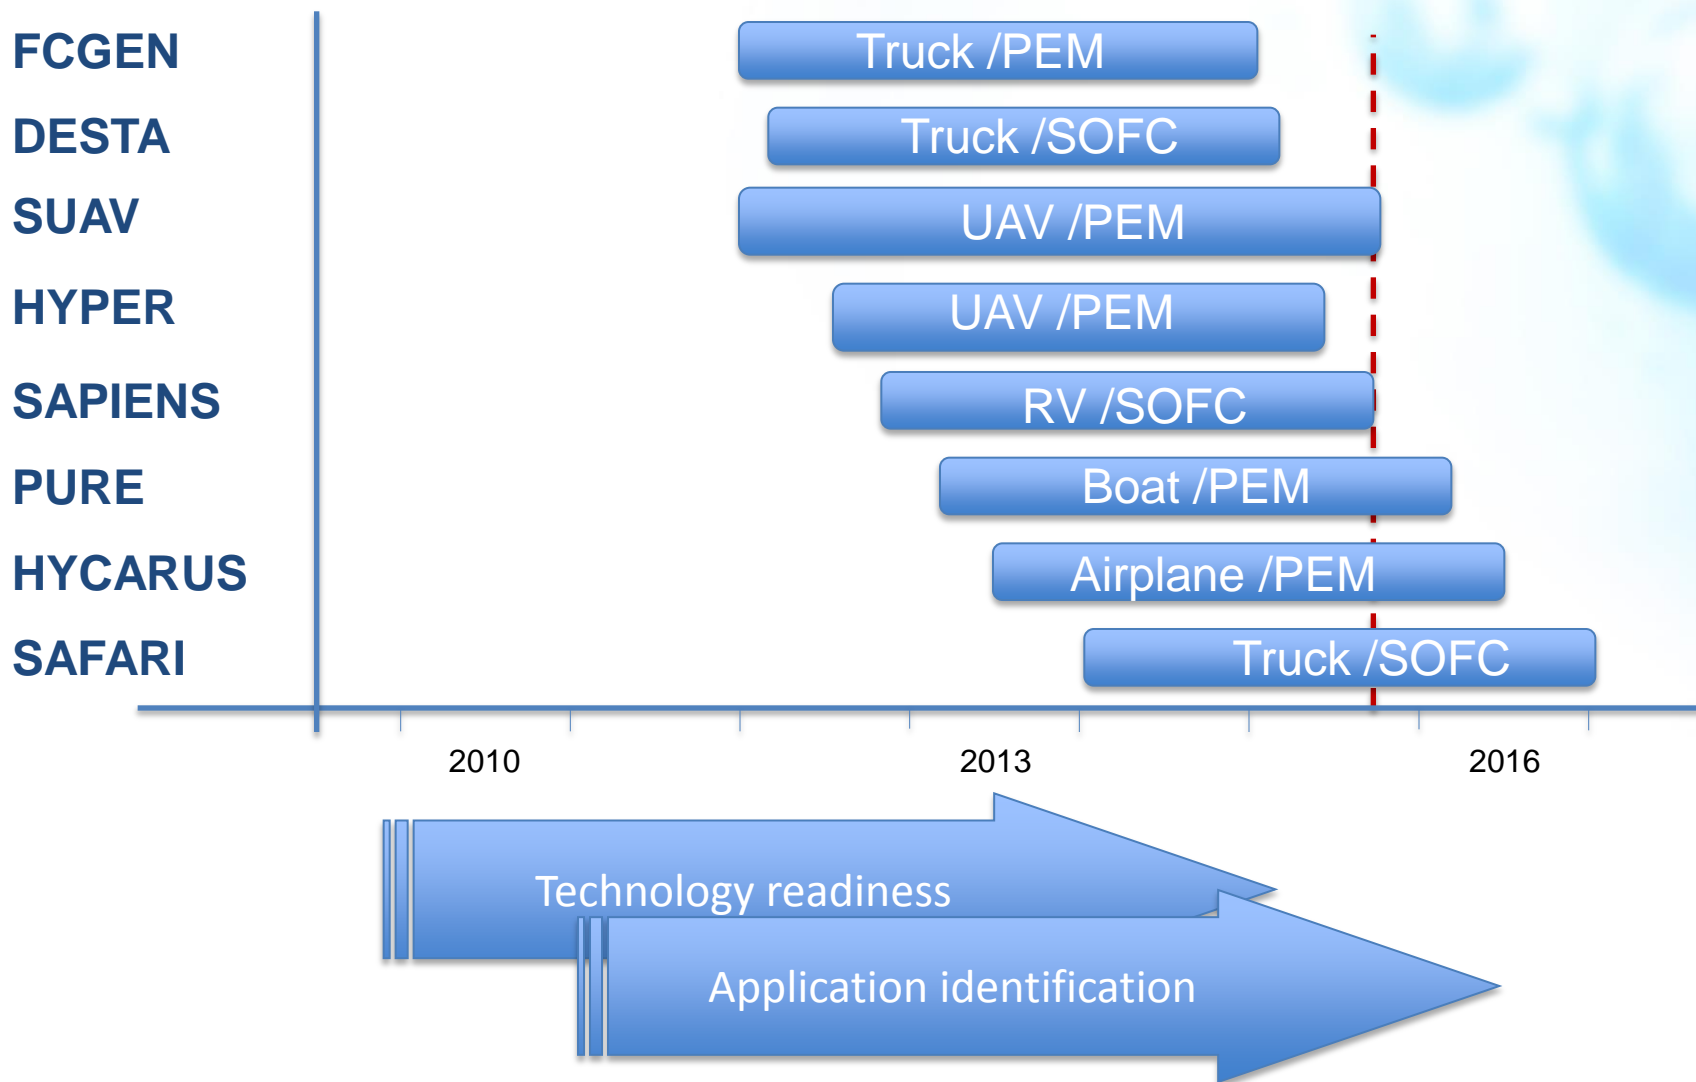 FCGEN
Truck /PEM
DESTA
Truck /SOFC
SUAV
UAV /PEM
HYPER
UAV /PEM
SAPIENS
RV /SOFC
PURE
Boat /PEM
HYCARUS
Airplane /PEM
SAFARI
Truck /SOFC
2010
2013
2016
Technology readiness
Application identification